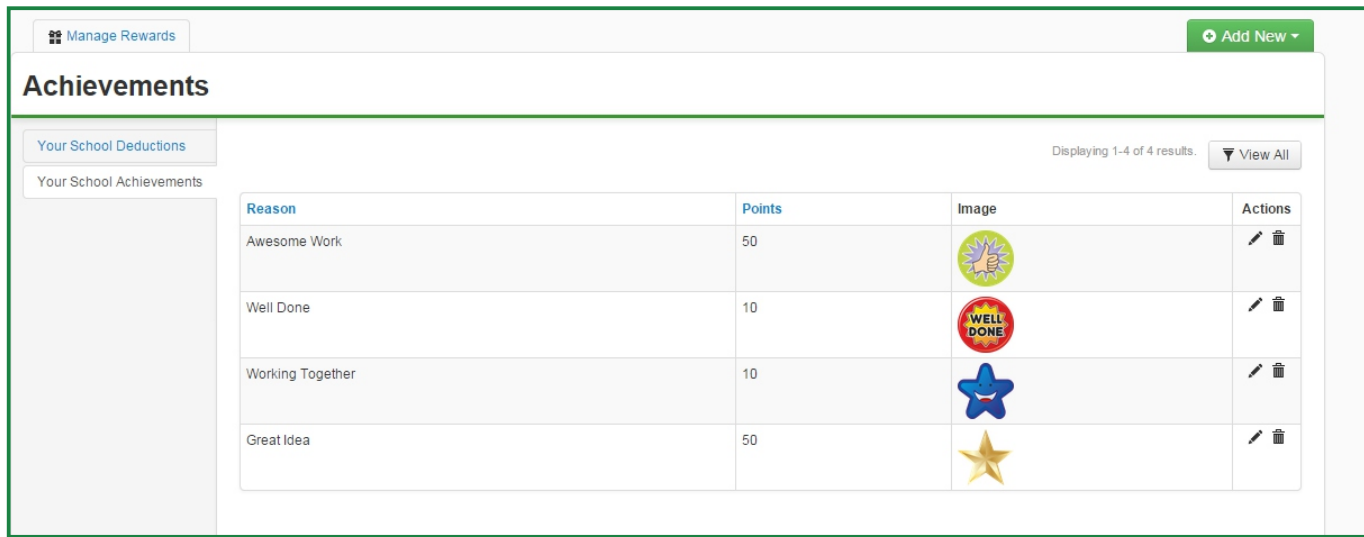 Manage Rewards
Add New
Achievements
Your School Deductions
Your School Achievements
Displaying 1-4 of 4 results.
View All
Reason Points Image Actions
Awesome Work 50
Well Done 10
WELL
DONE
Working Together 10
Great Idea 50